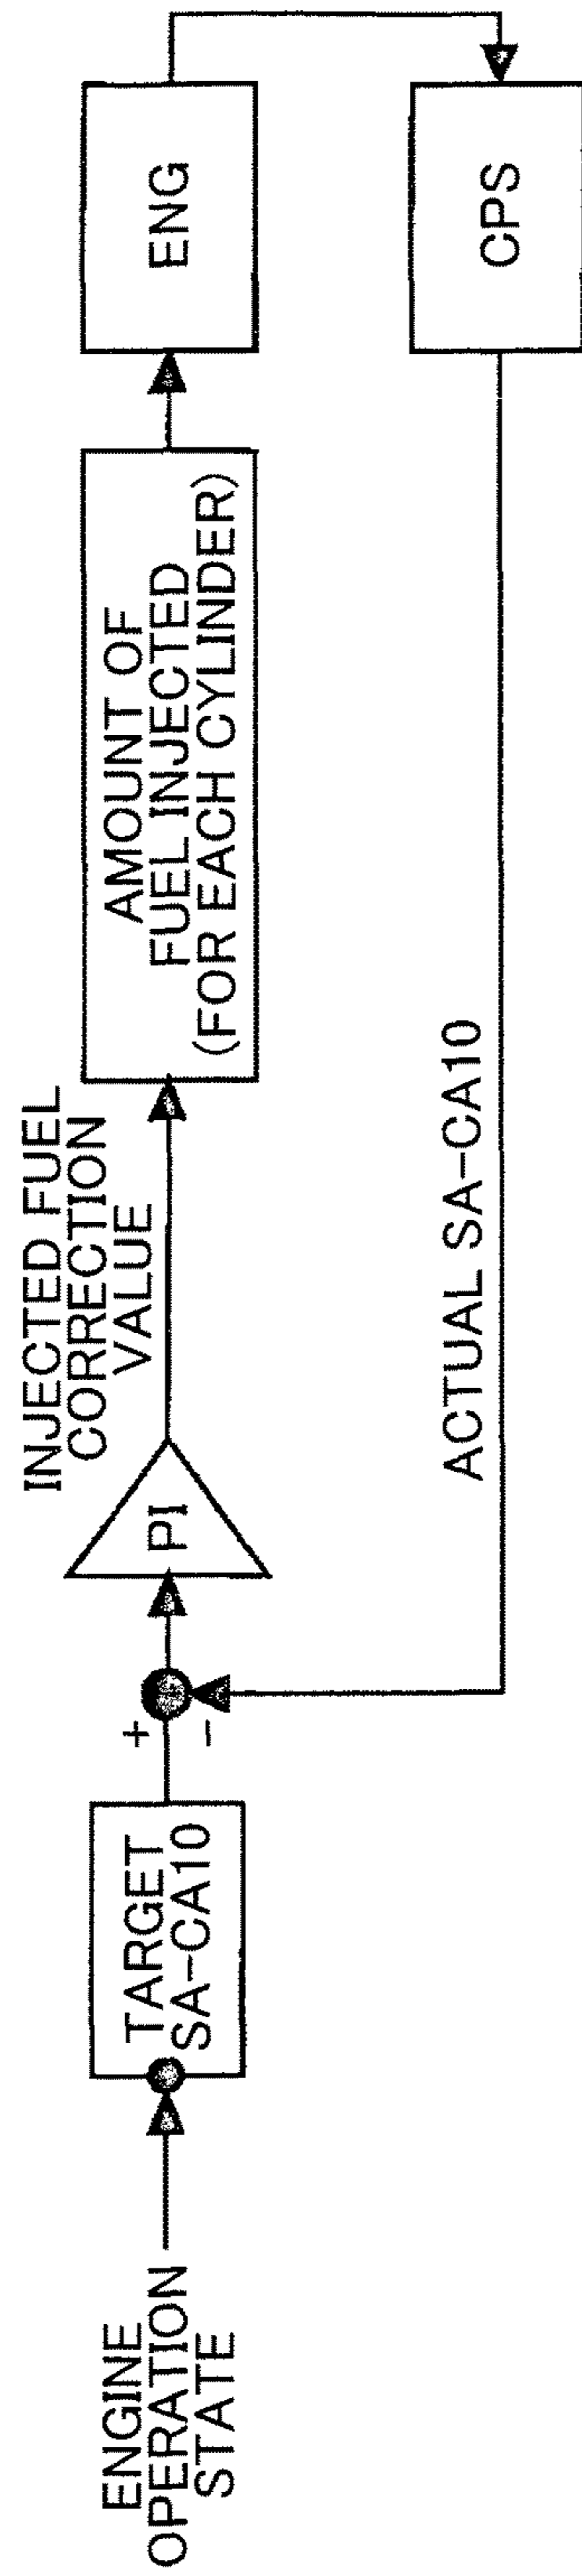 ENGINE
OPERATION
STATE
TARGET
SA-CA10
+
-
PI
INJECTED FUEL
CORRECTION
VALUE
AMOUNT OF
FUEL INJECTED
(FOR EACH CYLINDER)
ENG
CPS
ACTUAL SA-CA10